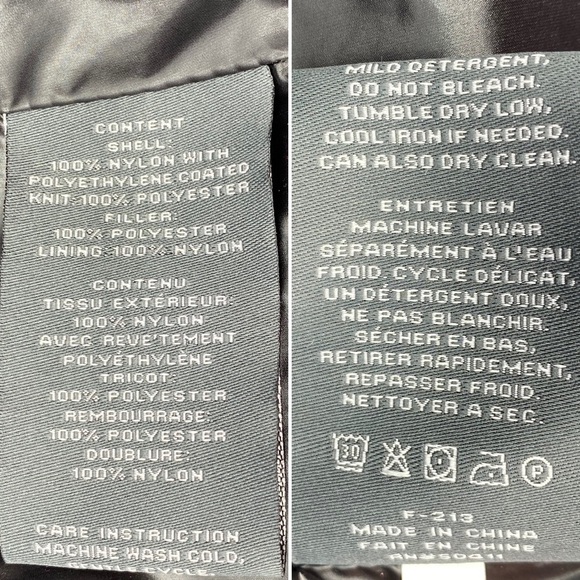 CONTENT
SHELL:
100% NYLON WITH
POLYETHYLENE COATED
KNIT: 100% POLYESTER
FILLER:
100% POLYESTER
LINING: 100% NYLON
CONTENU
TISSU EXTÉRIEUR:
100% NYLON
AVEC REVE'TEMENT
POLYÉTHYLÈNE
TRICOT:
100% POLYESTER
REMBOURRAGE:
100% POLYESTER
DOUBLURE:
100% NYLON
CARE INSTRUCTION
MACHINE WASH COLD,
GENTLE CYCLE,
MILD DETERGENT,
DO NOT BLEACH.
TUMBLE DRY LOW,
COOL IRON IF NEEDED.
CAN ALSO DRY CLEAN.
ENTRETIEN
MACHINE LAVAR
SÉPARÉMENT À L'EAU
FROID. CYCLE DÉLICAT,
UN DÉTERGENT DOUX,
NE PAS BLANCHIR.
SÉCHER EN BAS,
RETIRER RAPIDEMENT,
REPASSER FROID.
NETTOYER A SEC.
30 P
F-213
MADE IN CHINA
FAIT EN CHINE